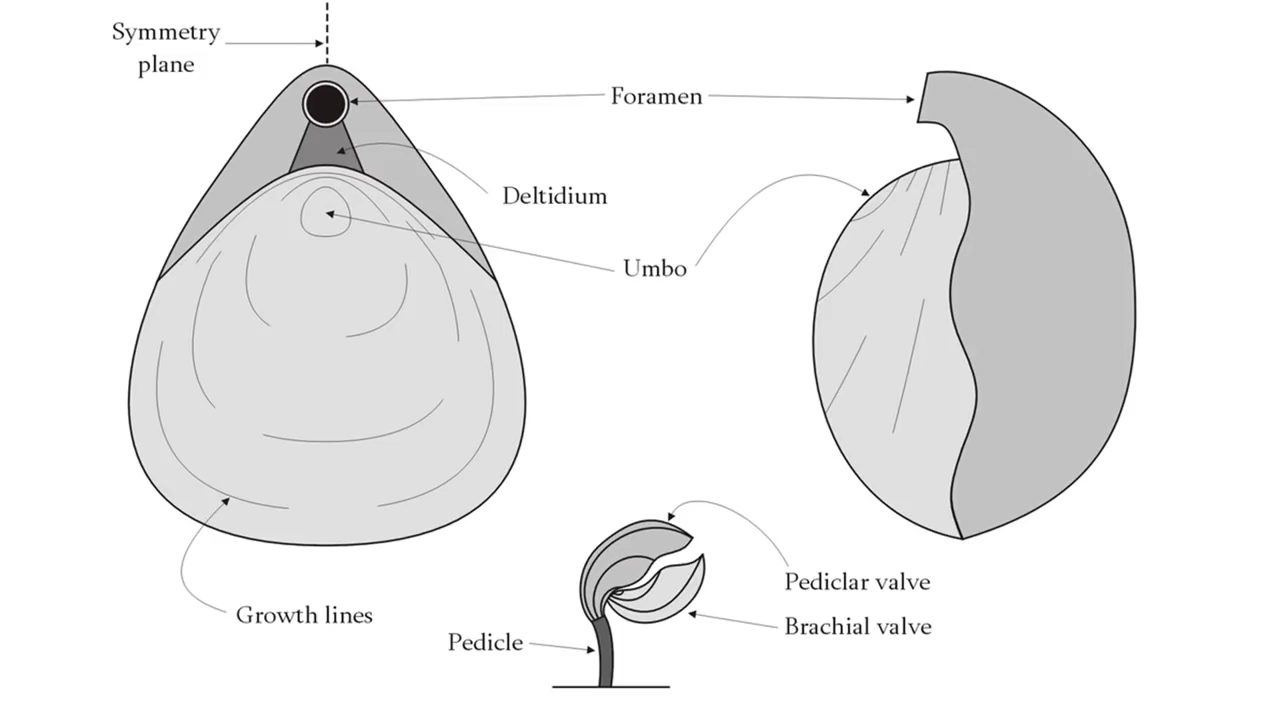 Symmetry
plane
Foramen
Deltidium
Umbo
Growth lines
Pedicle
Pediclar valve
Brachial valve